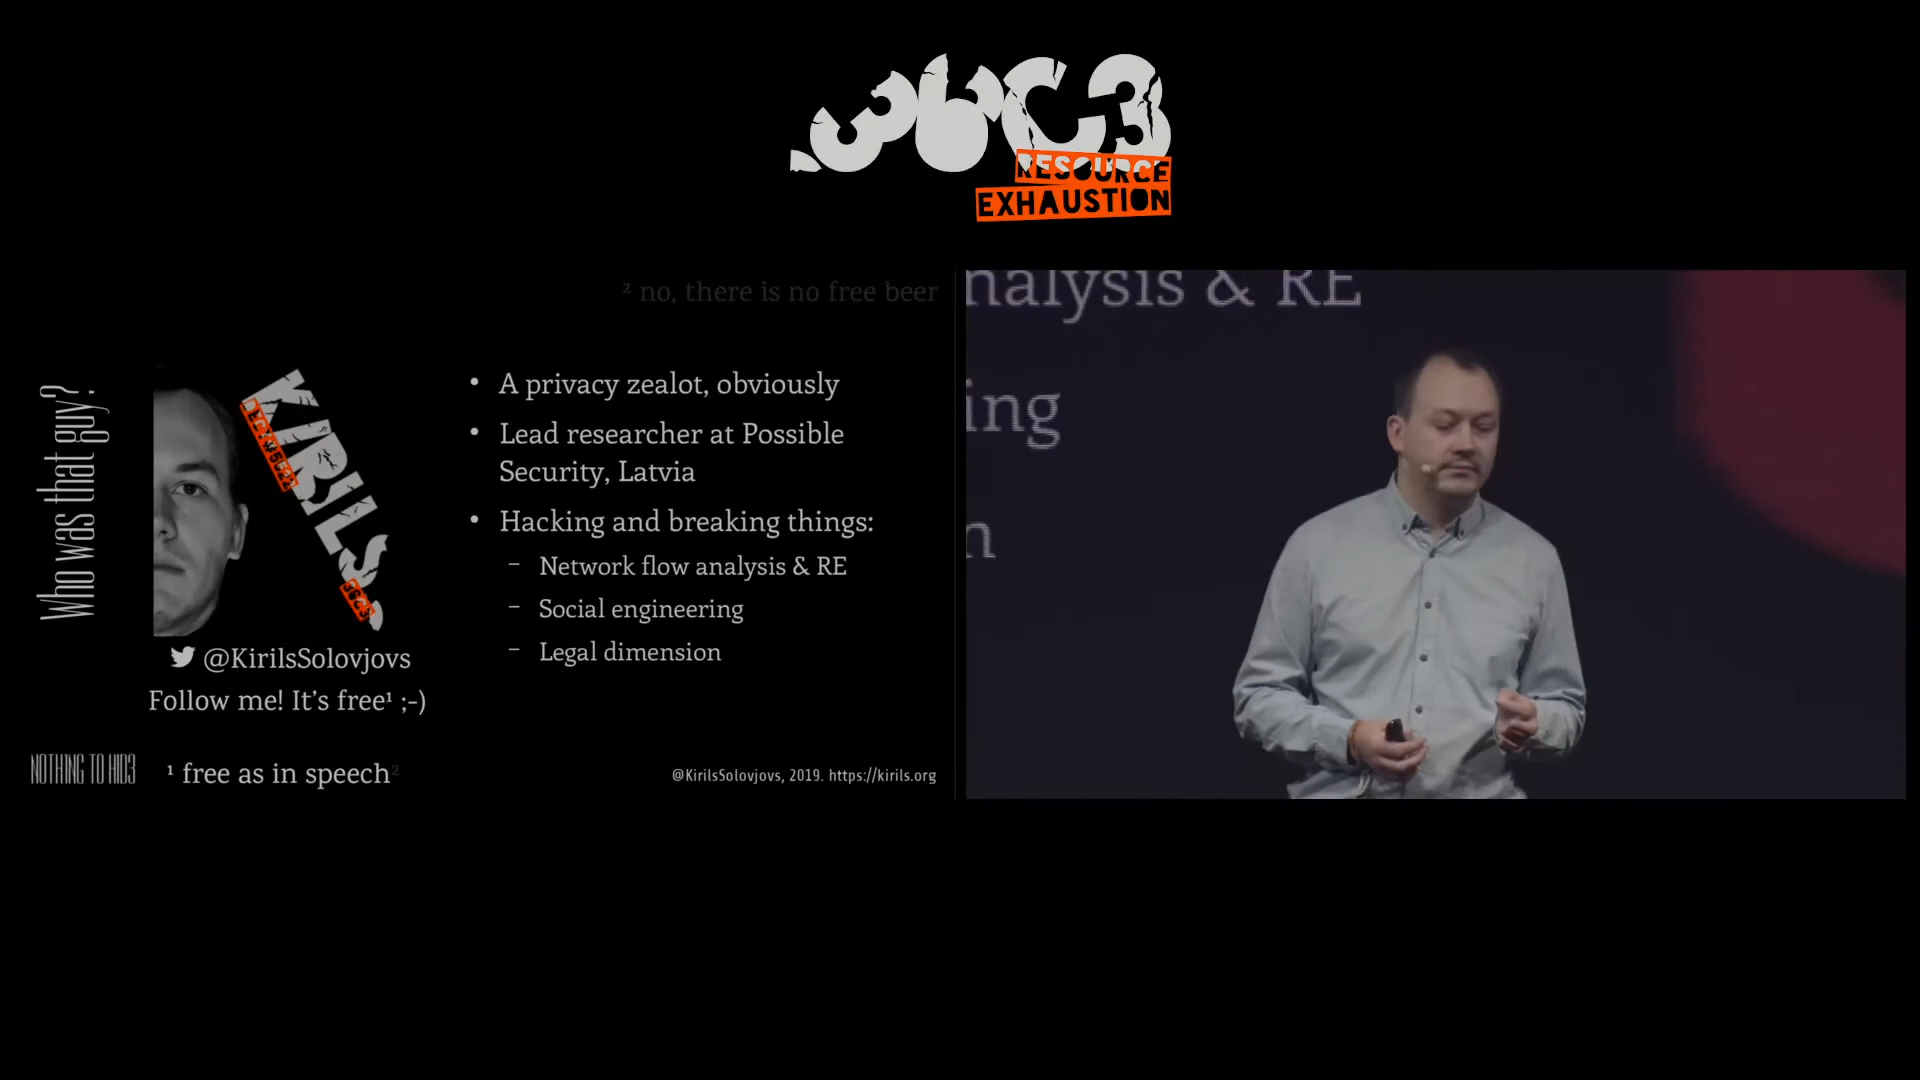 36C3
RESOURCE
EXHAUSTION
² no, there is no free beer
Who was that guy?
KIRILS
36C3
@KirilsSolovjovs
Follow me! It's free¹ ;-)
• A privacy zealot, obviously
• Lead researcher at Possible
Security, Latvia
• Hacking and breaking things:
– Network flow analysis & RE
– Social engineering
– Legal dimension
NOTHING TO HID3
¹ free as in speech²
@KirilsSolovjovs, 2019. https://kirils.org
nalysis & RE
ing
n